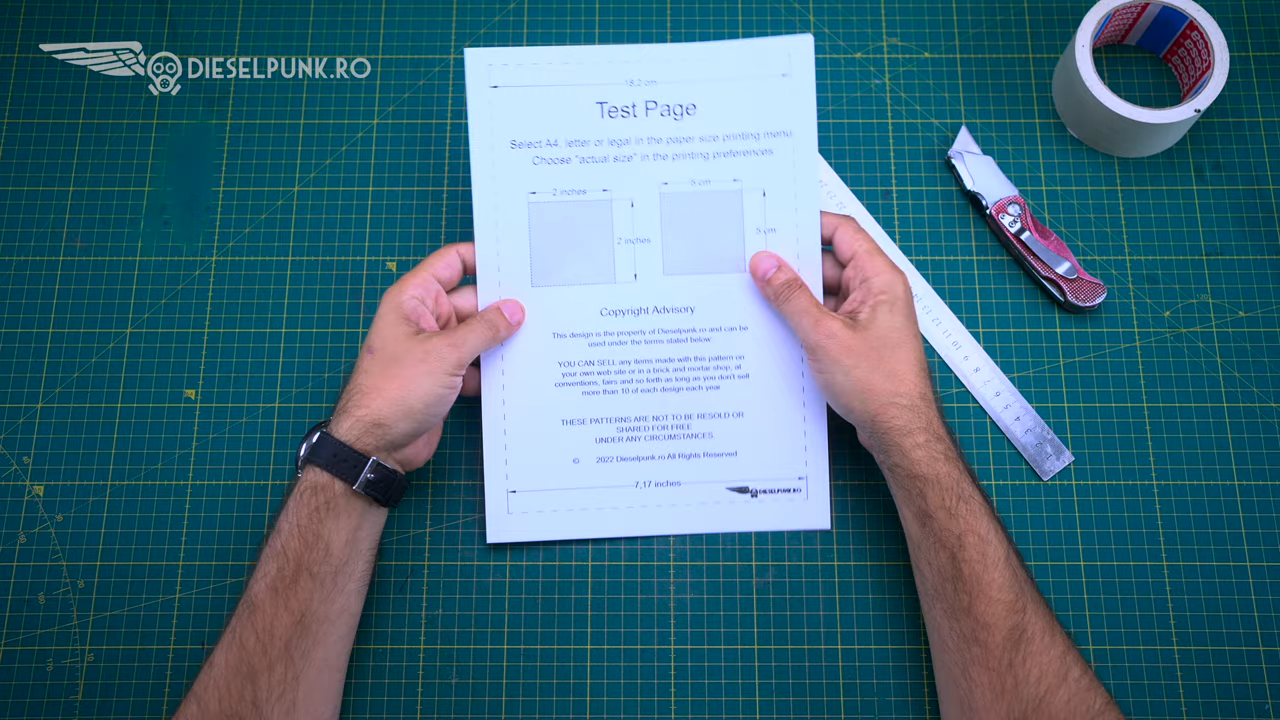 DIESELPUNK.RO
18,2 cm
Test Page
Select A4, letter or legal in the paper size printing menu
Choose "actual size" in the printing preferences
2 inches
5 cm
2 inches
5 cm
Copyright Advisory
This design is the property of Dieselpunk.ro and can be
used under the terms stated below
YOU CAN SELL any items made with this pattern on
your own web site or in a brick and mortar shop, at
conventions, fairs and so forth as long as you don't sell
more than 10 of each design each year
THESE PATTERNS ARE NOT TO BE RESOLD OR
SHARED FOR FREE
UNDER ANY CIRCUMSTANCES.
© 2022 Dieselpunk.ro All Rights Reserved
7,17 inches
DIESELPUNK.RO
tesa